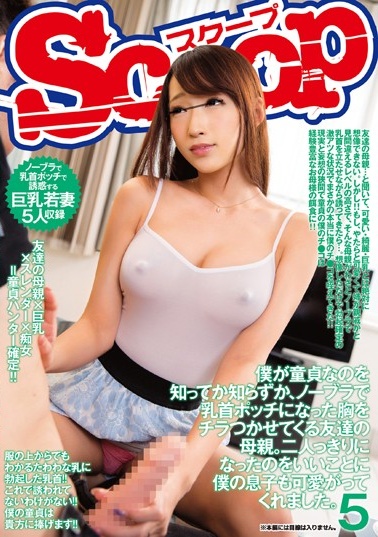 Scoop
スクープ
ノーブラで
乳首ポッチで
誘惑する
巨乳若妻
5人収録
友達の母親×巨乳
×スレンダー×痴女
＝童貞ハンター確定!!
僕が童貞なのを
知ってか知らずか、ノーブラで
乳首ポッチになった胸を
チラつかせてくる友達の
母親。二人っきりに
なったのをいいことに
僕の息子も可愛がって
くれました。
5
服の上からでも
わかるたわわな乳に
勃起した乳首!!
これで誘われて
ないわけがない!!
僕の童貞は
貴方に捧げます!!
※本編には目線は入りません。